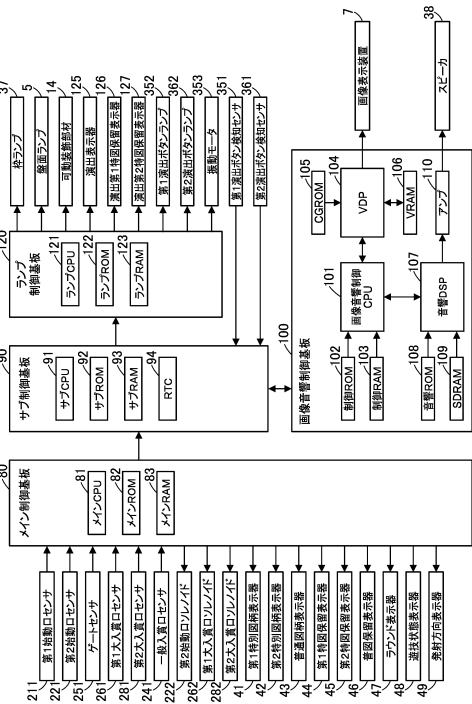 80
メイン制御基板
81
メインCPU
82
メインROM
83
メインRAM
211
第1始動口センサ
221
第2始動口センサ
251
ゲートセンサ
261
第1大入賞口センサ
281
第2大入賞口センサ
241
一般入賞口センサ
222
第2始動口ソレノイド
262
第1大入賞口ソレノイド
282
第2大入賞口ソレノイド
41
第1特別図柄表示器
42
第2特別図柄表示器
43
普通図柄表示器
44
第1特図保留表示器
45
第2特図保留表示器
46
普図保留表示器
47
ラウンド表示器
48
遊技状態表示器
49
発射方向表示器
90
サブ制御基板
91
サブCPU
92
サブROM
93
サブRAM
94
RTC
120
ランプ
制御基板
121
ランプCPU
122
ランプROM
123
ランプRAM
37
枠ランプ
5
盤面ランプ
14
可動装飾部材
125
演出表示器
126
演出第1特図保留表示器
127
演出第2特図保留表示器
352
第1演出ボタンランプ
362
第2演出ボタンランプ
353
振動モータ
351
第1演出ボタン検知センサ
361
第2演出ボタン検知センサ
100
画像音響制御基板
101
画像音響制御
CPU
102
制御ROM
103
制御RAM
104
VDP
105
CGROM
106
VRAM
107
音響DSP
108
音響ROM
109
SDRAM
110
アンプ
7
画像表示装置
38
スピーカ